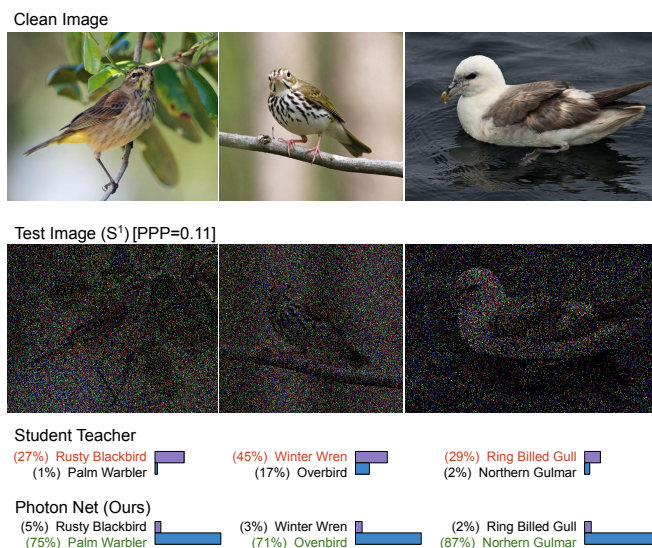 Clean Image
Test Image (S¹) [PPP=0.11]
Student Teacher
(27%) Rusty Blackbird (45%) Winter Wren (29%) Ring Billed Gull
(1%) Palm Warbler (17%) Overbird (2%) Northern Gulmar
Photon Net (Ours)
(5%) Rusty Blackbird (3%) Winter Wren (2%) Ring Billed Gull
(75%) Palm Warbler (71%) Ovenbird (87%) Norhern Gulmar